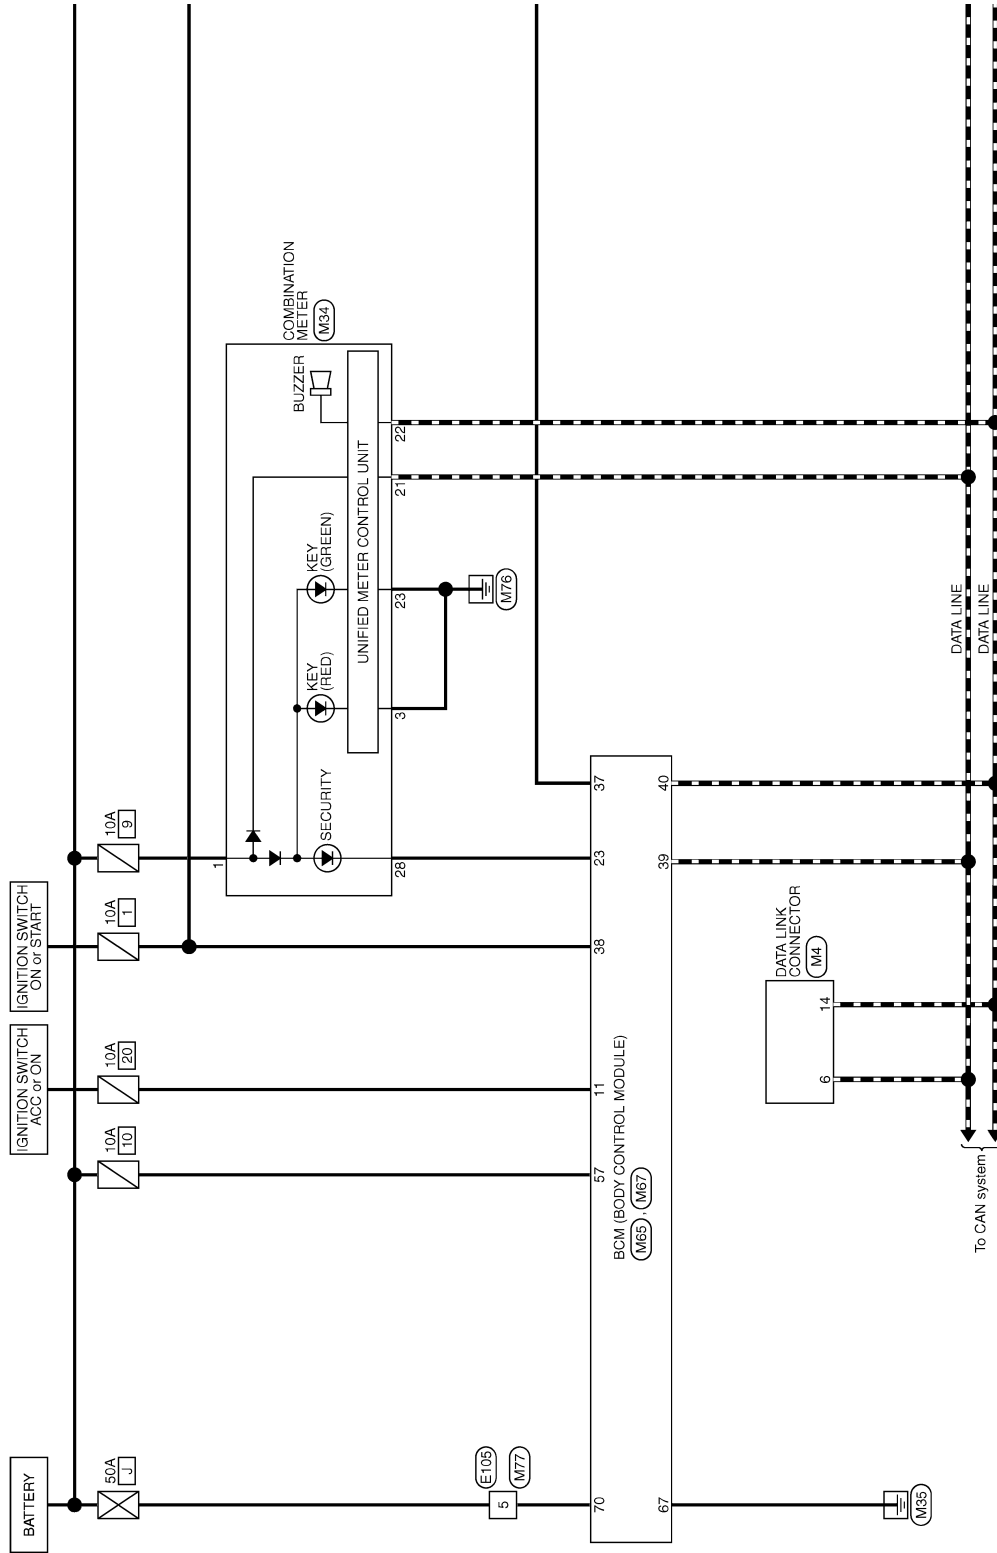 BATTERY
50A
J
E105
5
M77
70
67
M35
10A
10
57
IGNITION SWITCH
ACC or ON
10A
20
11
IGNITION SWITCH
ON or START
10A
1
38
10A
9
1
SECURITY
28
23
KEY
(RED)
3
KEY
(GREEN)
23
M76
UNIFIED METER CONTROL UNIT
21
22
BUZZER
COMBINATION
METER
M34
37
BCM (BODY CONTROL MODULE)
M65 , M67
39
40
DATA LINK
CONNECTOR
M4
6
14
To CAN system
DATA LINE
DATA LINE